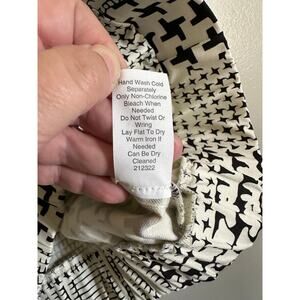 Hand Wash Cold
Separately
Only Non-Chlorine
Bleach When
Needed
Do Not Twist Or
Wring
Lay Flat To Dry
Warm Iron If
Needed
Can Be Dry
Cleaned
212322